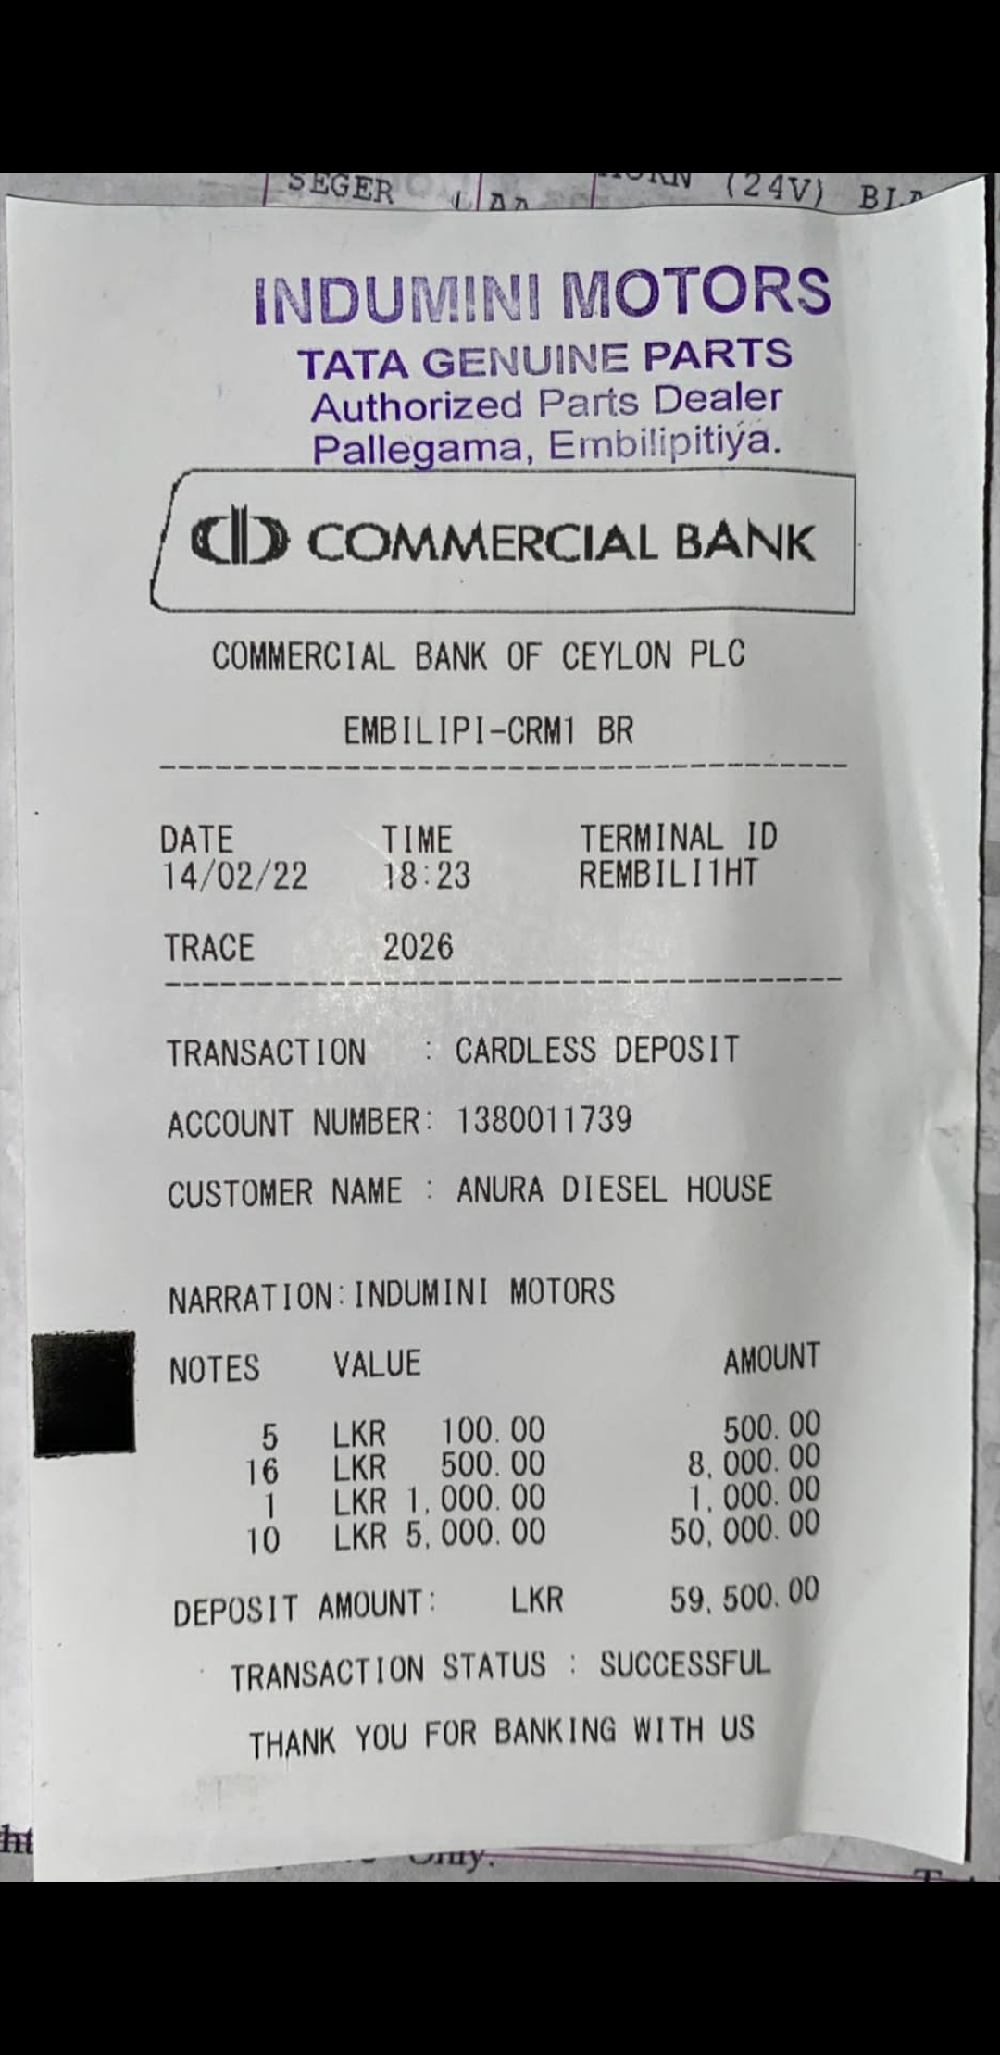 SEGER
(24V)
INDUMINI MOTORS
TATA GENUINE PARTS
Authorized Parts Dealer
Pallegama, Embilipitiya.
COMMERCIAL BANK
COMMERCIAL BANK OF CEYLON PLC
EMBILIPI-CRM1 BR
DATE TIME TERMINAL ID
14/02/22 18:23 REMBILI1HT
TRACE 2026
TRANSACTION : CARDLESS DEPOSIT
ACCOUNT NUMBER: 1380011739
CUSTOMER NAME : ANURA DIESEL HOUSE
NARRATION:INDUMINI MOTORS
NOTES VALUE AMOUNT
5 LKR 100.00 500.00
16 LKR 500.00 8,000.00
1 LKR 1,000.00 1,000.00
10 LKR 5,000.00 50,000.00
DEPOSIT AMOUNT: LKR 59,500.00
TRANSACTION STATUS : SUCCESSFUL
THANK YOU FOR BANKING WITH US
ht
Only.